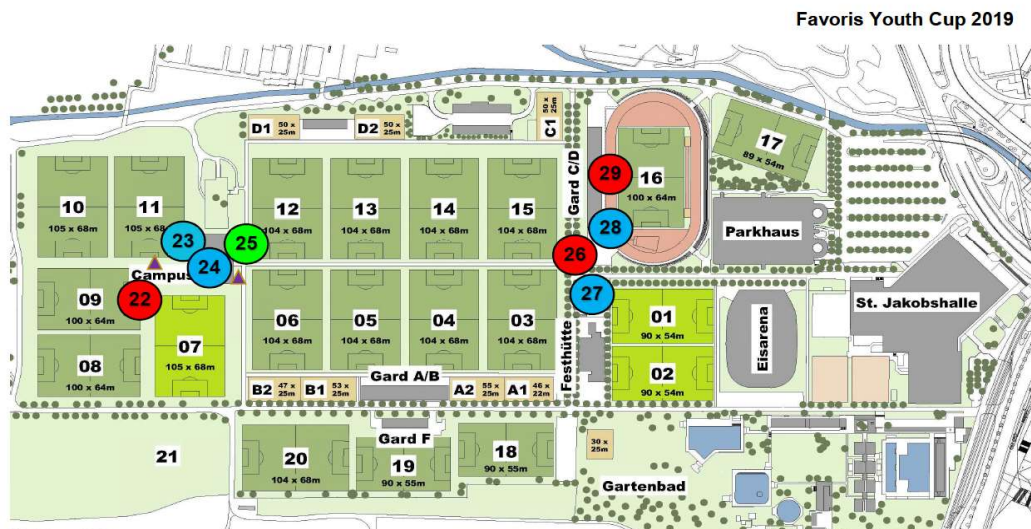 Favoris Youth Cup 2019
D1
50 x
25m
D2
50 x
25m
C1
50 x
25m
17
89 x 54m
10
105 x 68m
11
105 x 68m
12
104 x 68m
13
104 x 68m
14
104 x 68m
15
104 x 68m
Gard C/D
29
16
100 x 64m
28
26
27
Parkhaus
23
24
25
Campus
22
09
100 x 64m
08
100 x 64m
07
105 x 68m
06
104 x 68m
05
104 x 68m
04
104 x 68m
03
104 x 68m
Festhütte
01
90 x 54m
02
90 x 54m
Eisarena
St. Jakobshalle
Gard A/B
B2
47 x
25m
B1
53 x
25m
A2
55 x
25m
A1
46 x
22m
21
20
104 x 68m
Gard F
19
90 x 55m
18
90 x 55m
30 x
25m
Gartenbad